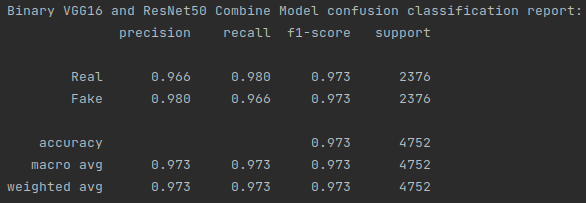 Binary VGG16 and ResNet50 Combine Model confusion classification report:
precision recall f1-score support
Real 0.966 0.980 0.973 2376
Fake 0.980 0.966 0.973 2376
accuracy 0.973 4752
macro avg 0.973 0.973 0.973 4752
weighted avg 0.973 0.973 0.973 4752